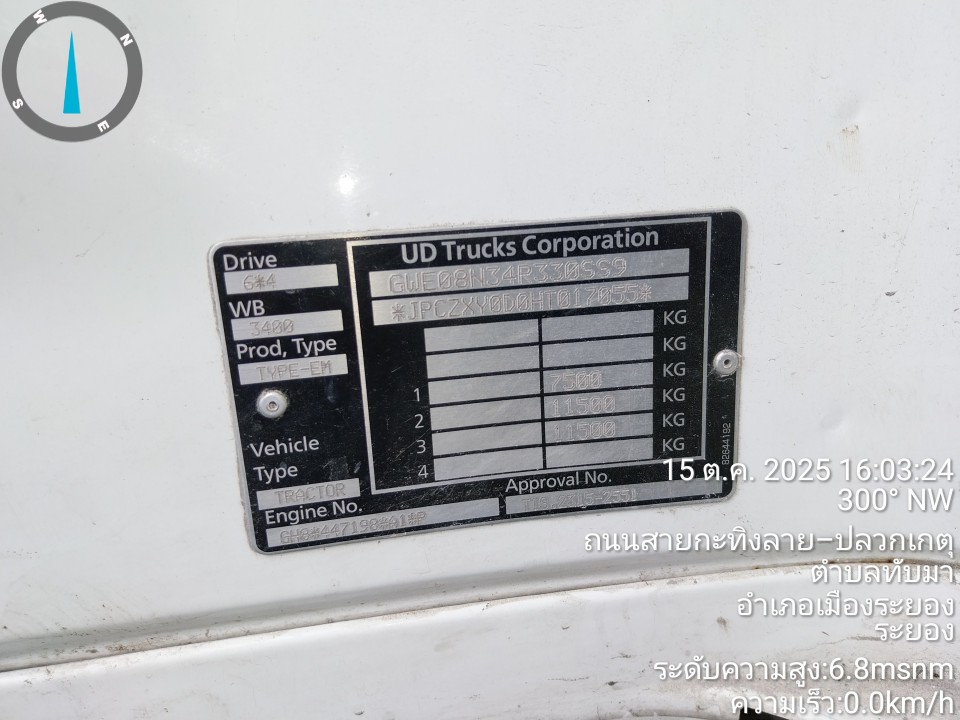 W
N
S
E
UD Trucks Corporation
Drive
6*4
WB
3400
Prod, Type
TYPE-EM
Vehicle
Type
TRACTOR
Engine No.
GH8*447198*A1*P
GWE08N34R330SS9
*JPCZXY0D0HT017055*
KG
KG
KG
1 7500 KG
2 11500 KG
3 11500 KG
4
Approval No.
82644192
15 ต.ค. 2025 16:03:24
300° NW
ถนนสายกะทิงลาย–ปลวกเกตุ
ตำบลทับมา
อำเภอเมืองระยอง
ระยอง
ระดับความสูง:6.8msnm
ความเร็ว:0.0km/h